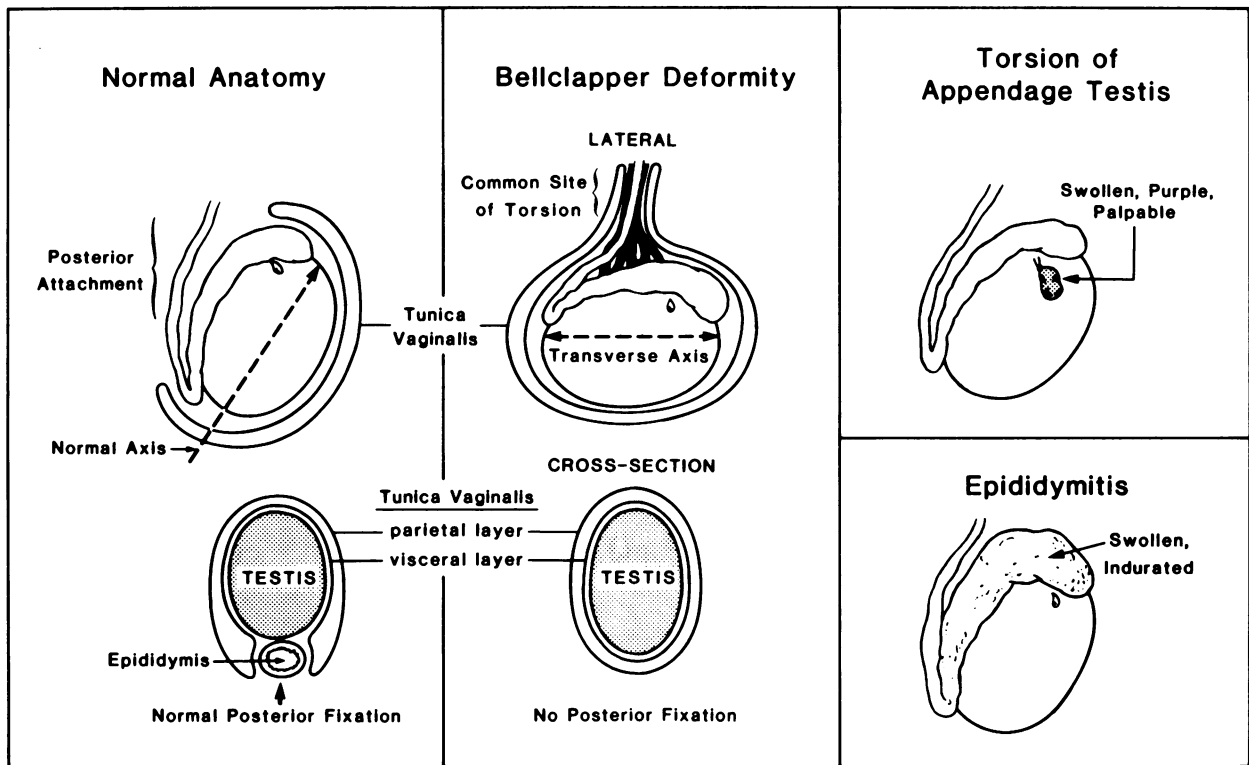 Normal Anatomy
Posterior
Attachment
Normal Axis
Tunica
Vaginalis
Tunica Vaginalis
parietal layer
visceral layer
TESTIS
Epididymis
Normal Posterior Fixation
Bellclapper Deformity
LATERAL
Common Site
of Torsion
Transverse Axis
CROSS-SECTION
TESTIS
No Posterior Fixation
Torsion of
Appendage Testis
Swollen, Purple,
Palpable
Epididymitis
Swollen,
Indurated